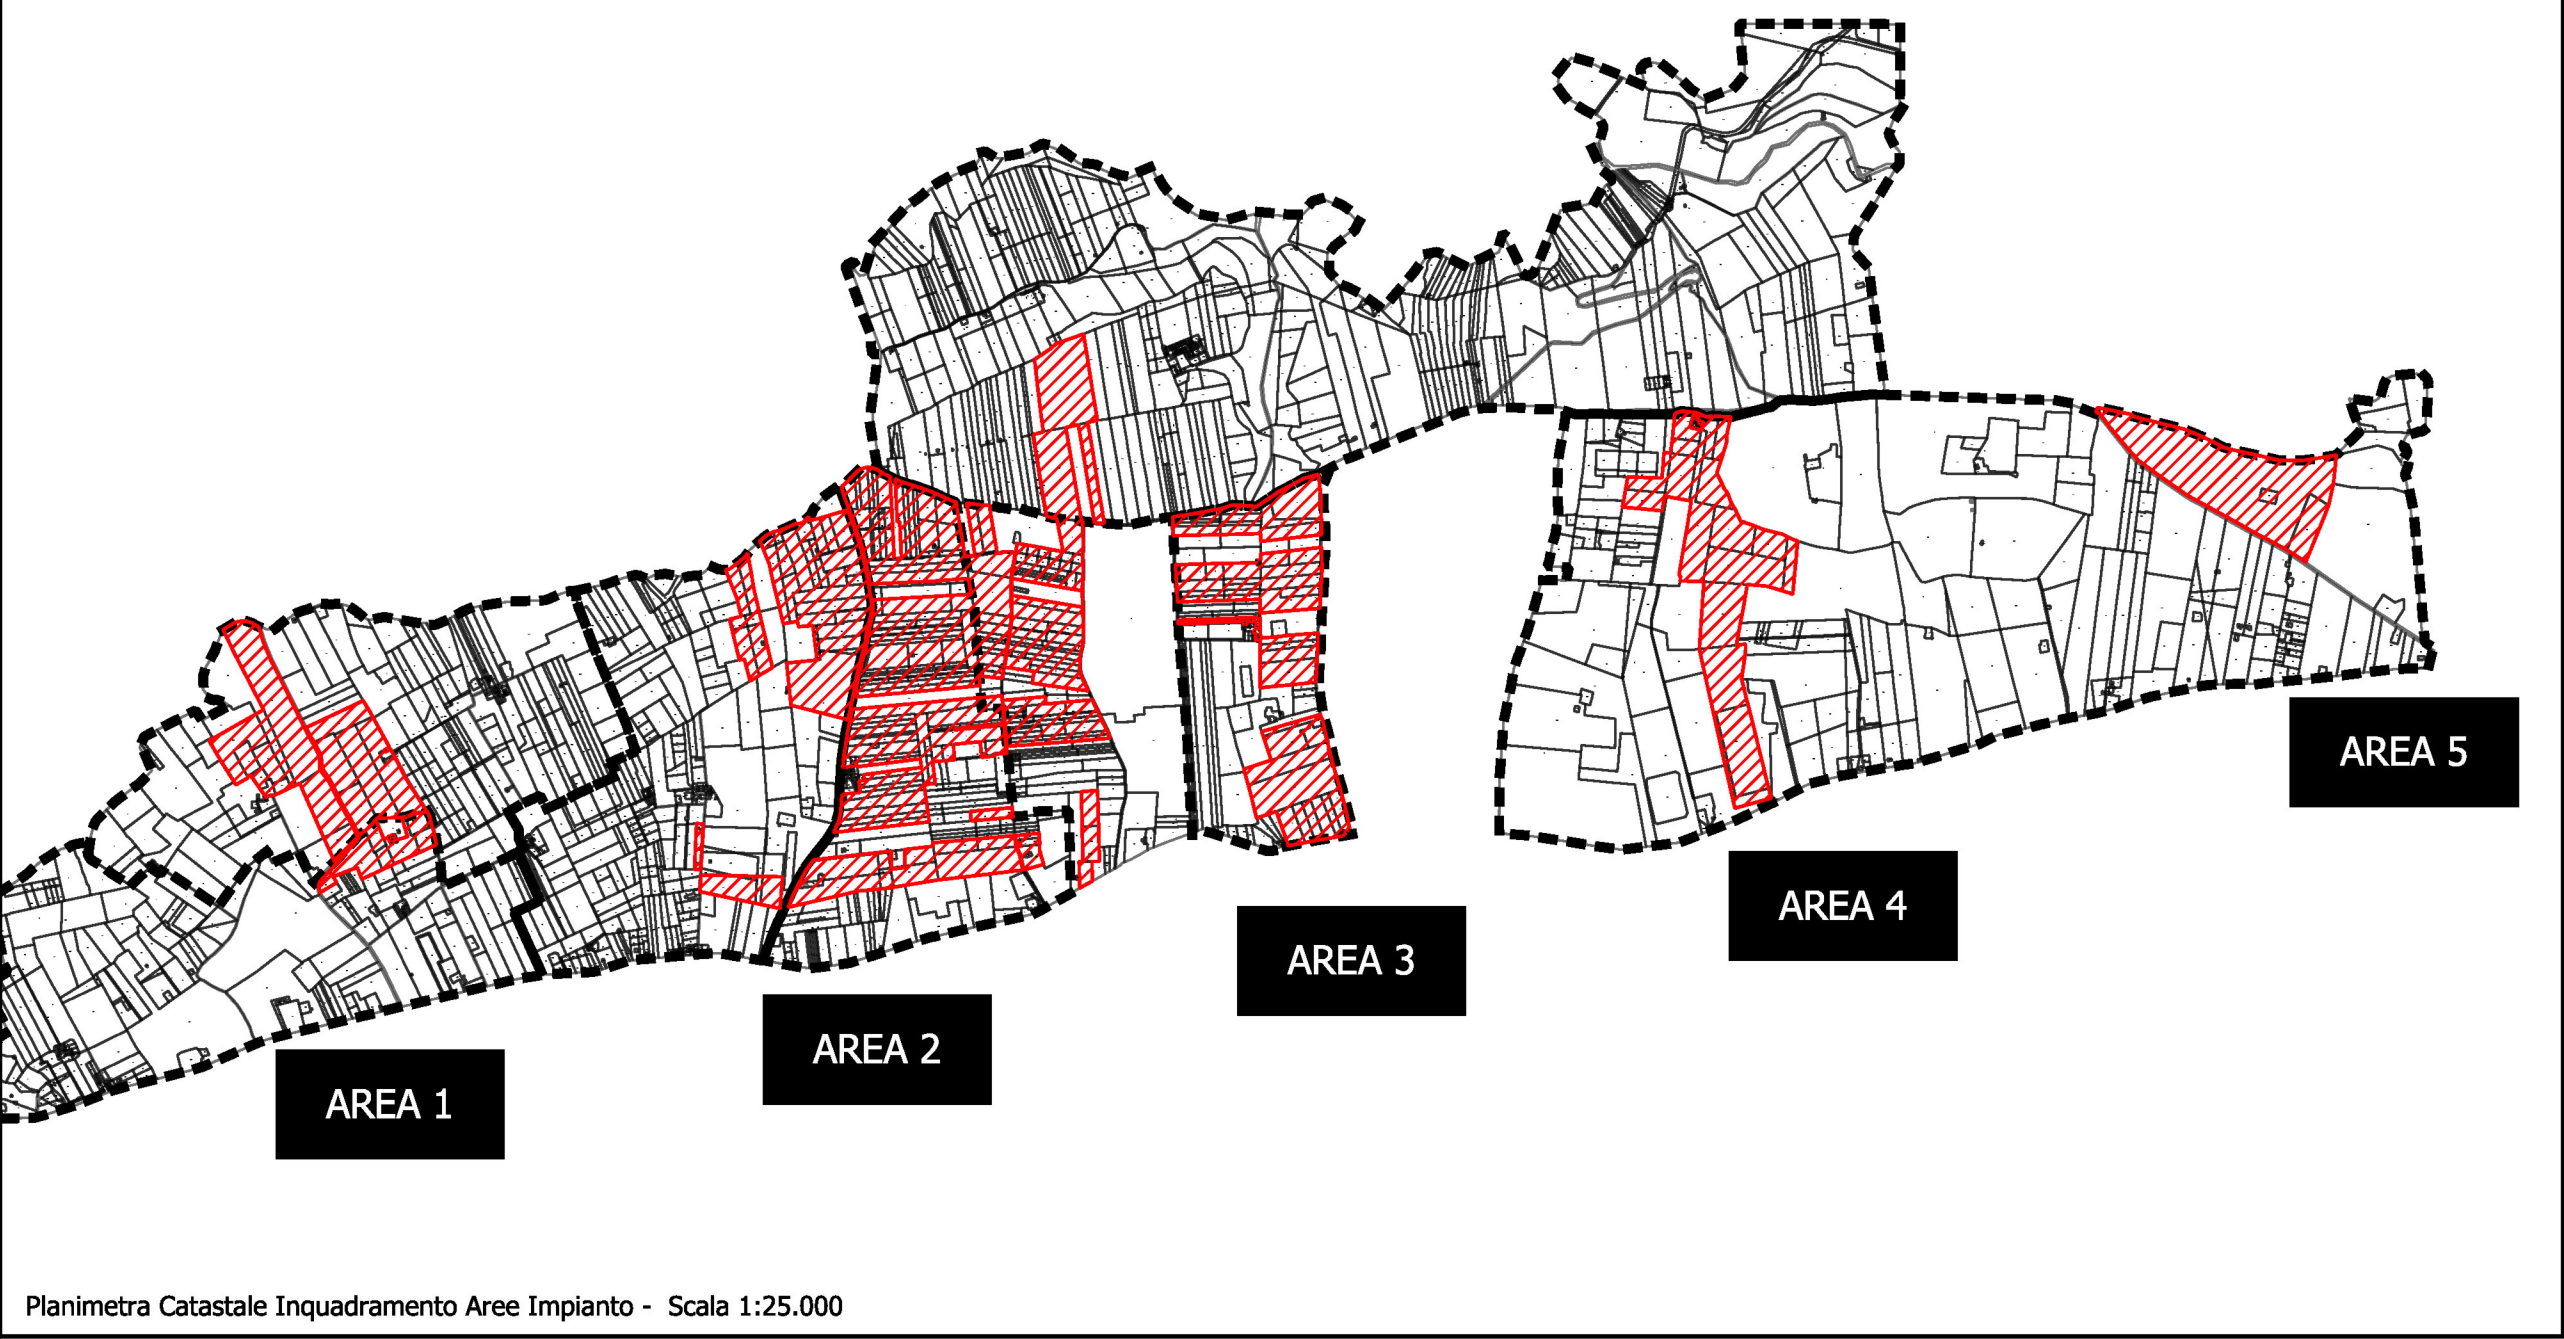 AREA 5
AREA 4
AREA 3
AREA 2
AREA 1
Planimetra Catastale Inquadramento Aree Impianto - Scala 1:25.000